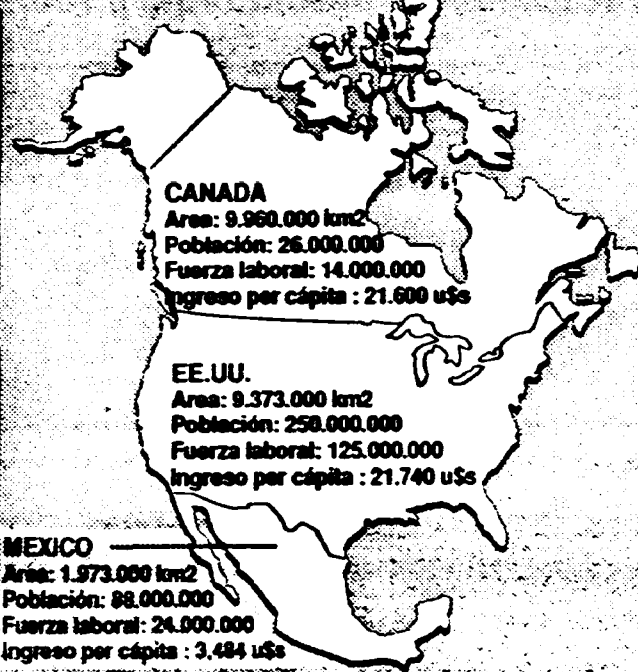 CANADA
Area: 9.960.000 km2
Población: 26.000.000
Fuerza laboral: 14.000.000
Ingreso per cápita : 21.600 u$s
EE.UU.
Area: 9.373.000 km2
Población: 250.000.000
Fuerza laboral: 125.000.000
Ingreso per cápita : 21.740 u$s
MEXICO
Area: 1.973.000 km2
Población: 88.000.000
Fuerza laboral: 24.000.000
Ingreso per cápita : 3.484 u$s